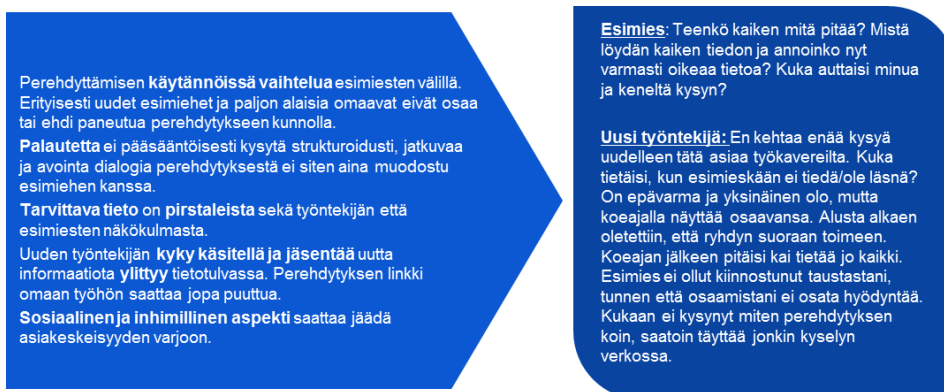 Perehdyttämisen käytännöissä vaihtelua esimiesten välillä.
Erityisesti uudet esimiehet ja paljon alaisia omaavat eivät osaa
tai ehdi paneutua perehdytykseen kunnolla.
Palautetta ei pääsääntöisesti kysytä strukturoidusti, jatkuvaa
ja avointa dialogia perehdytyksestä ei siten aina muodostu
esimiehen kanssa.
Tarvittava tieto on pirstaleista sekä työntekijän että
esimiesten näkökulmasta.
Uuden työntekijän kyky käsitellä ja jäsentää uutta
informaatiota ylittyy tietotulvassa. Perehdytyksen linkki
omaan työhön saattaa jopa puuttua.
Sosiaalinen ja inhimillinen aspekti saattaa jäädä
asiakeskeisyyden varjoon.
Esimies: Teenkö kaiken mitä pitää? Mistä
löydän kaiken tiedon ja annoinko nyt
varmasti oikeaa tietoa? Kuka auttaisi minua
ja keneltä kysyn?
Uusi työntekijä: En kehtaa enää kysyä
uudelleen tätä asiaa työkavereilta. Kuka
tietäisi, kun esimieskään ei tiedä/ole läsnä?
On epävarma ja yksinäinen olo, mutta
koeajalla näyttää osaavansa. Alusta alkaen
oletettiin, että ryhdyn suoraan toimeen.
Koeajan jälkeen pitäisi kai tietää jo kaikki.
Esimies ei ollut kiinnostunut taustastani,
tunnen että osaamistani ei osata hyödyntää.
Kukaan ei kysynyt miten perehdytyksen
koin, saatoin täyttää jonkin kyselyn
verkossa.